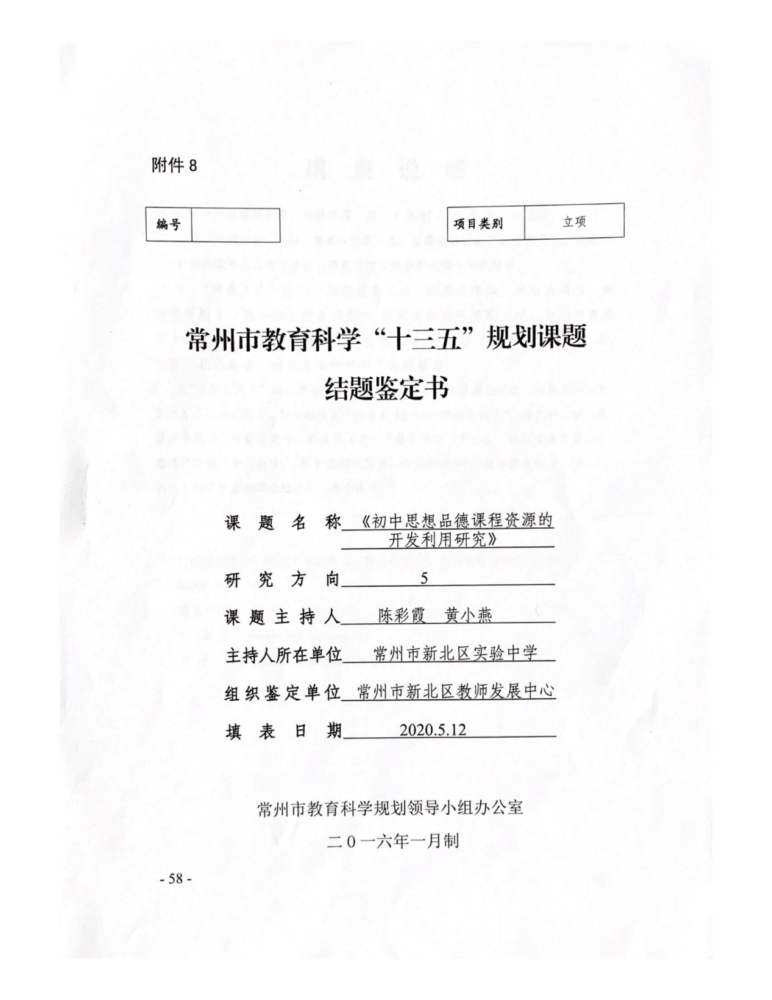 附件 8
编号
项目类别 立项
常州市教育科学“十三五”规划课题
结题鉴定书
课题名称 《初中思想品德课程资源的
开发利用研究》
研究方向 5
课题主持人 陈彩霞 黄小燕
主持人所在单位 常州市新北区实验中学
组织鉴定单位 常州市新北区教师发展中心
填表日期 2020.5.12
常州市教育科学规划领导小组办公室
二0一六年一月制
- 58 -